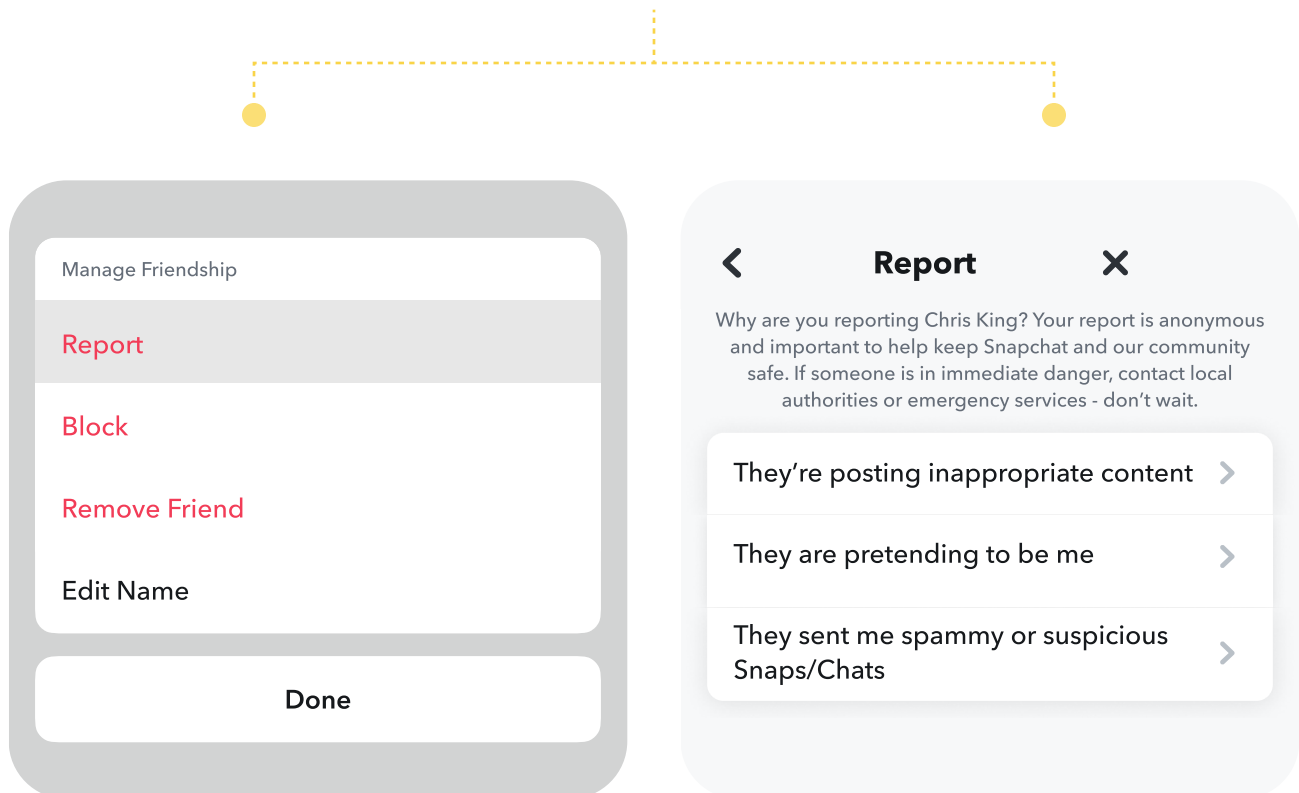 Manage Friendship
Report
Block
Remove Friend
Edit Name
Done
Report
Why are you reporting Chris King? Your report is anonymous
and important to help keep Snapchat and our community
safe. If someone is in immediate danger, contact local
authorities or emergency services - don’t wait.
They’re posting inappropriate content
They are pretending to be me
They sent me spammy or suspicious
Snaps/Chats